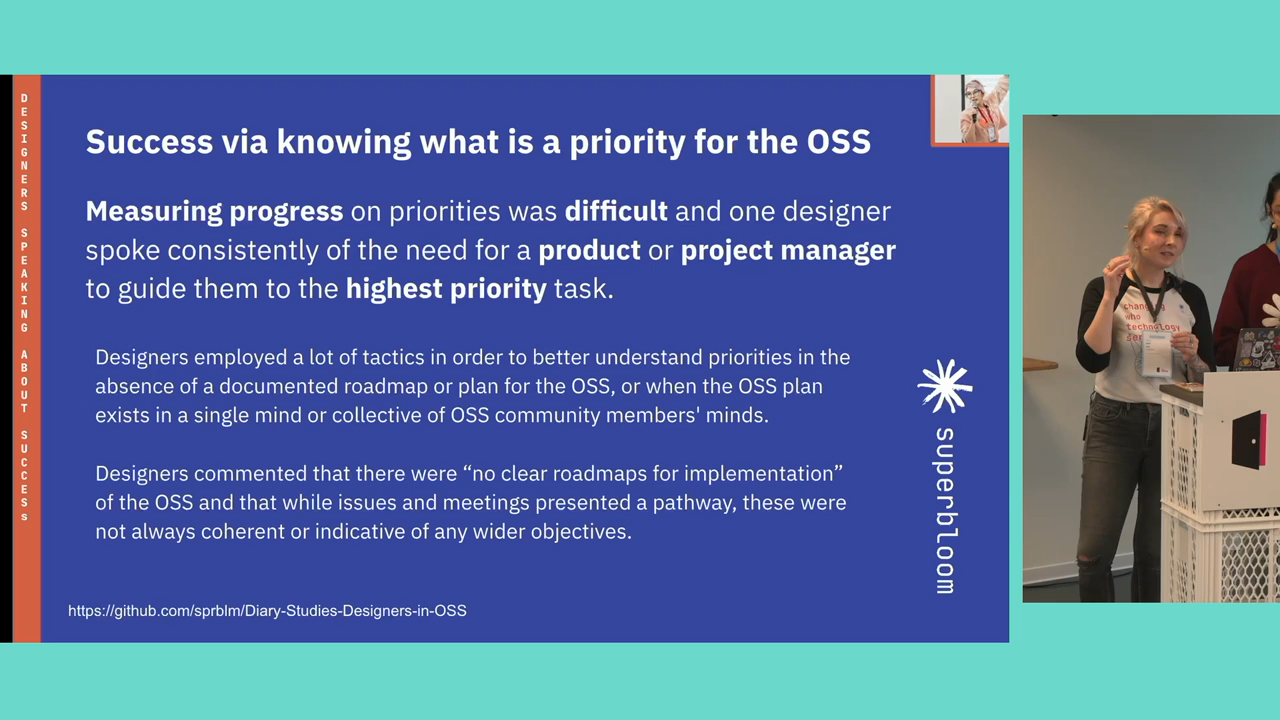 DESIGNERS SPEAKING ABOUT SUCCESs
Success via knowing what is a priority for the OSS
Measuring progress on priorities was difficult and one designer
spoke consistently of the need for a product or project manager
to guide them to the highest priority task.
Designers employed a lot of tactics in order to better understand priorities in the
absence of a documented roadmap or plan for the OSS, or when the OSS plan
exists in a single mind or collective of OSS community members' minds.
Designers commented that there were “no clear roadmaps for implementation”
of the OSS and that while issues and meetings presented a pathway, these were
not always coherent or indicative of any wider objectives.
https://github.com/sprblm/Diary-Studies-Designers-in-OSS
superbloom
who
technology